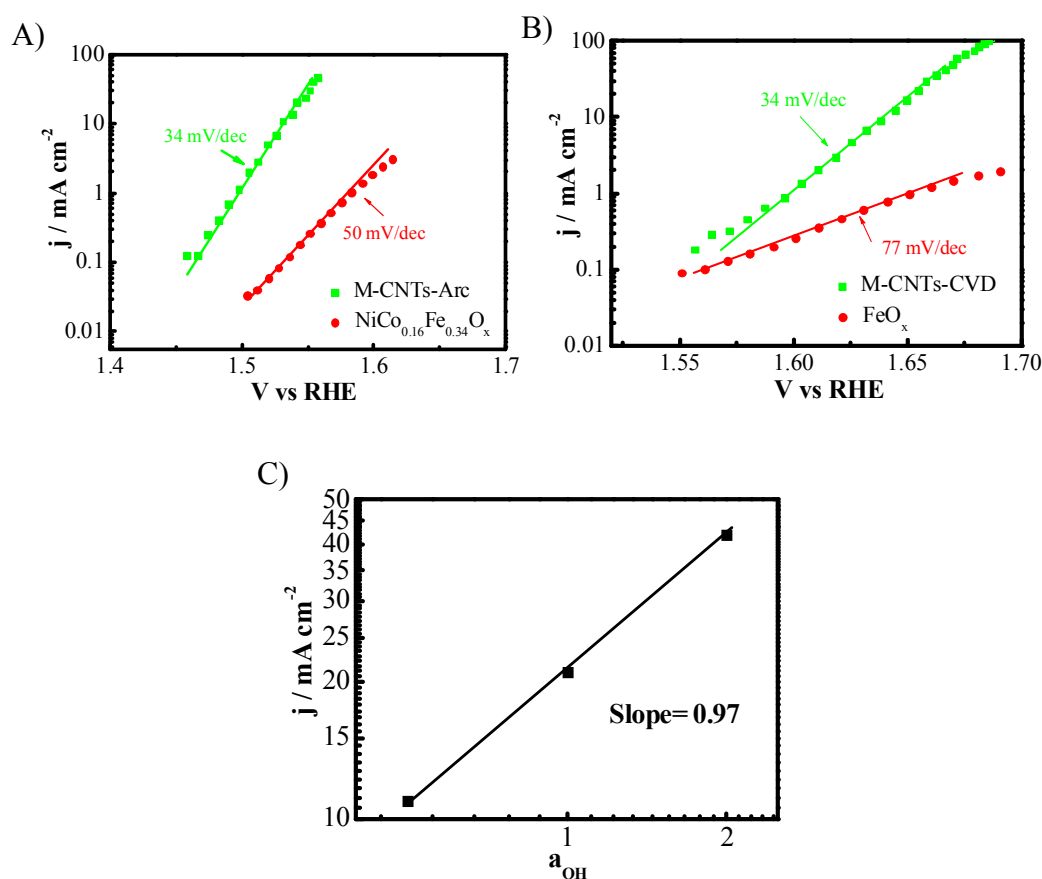 A)
100
10
1
0.1
0.01
j / mA cm⁻²
34 mV/dec
50 mV/dec
M-CNTs-Arc
NiCo₀.₁₆Fe₀.₃₄Oₓ
1.4
1.5
1.6
1.7
V vs RHE
B)
100
10
1
0.1
0.01
j / mA cm⁻²
34 mV/dec
77 mV/dec
M-CNTs-CVD
FeOₓ
1.55
1.60
1.65
1.70
V vs RHE
C)
50
45
40
35
30
25
20
15
10
j / mA cm⁻²
Slope= 0.97
1
2
a_OH